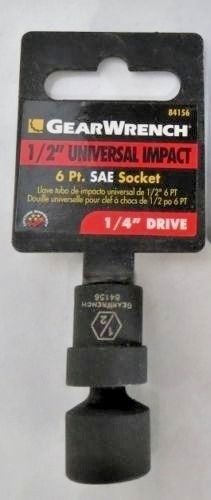 84156
GEARWRENCH
1/2" UNIVERSAL IMPACT
6 Pt. SAE Socket
Llave tubo de impacto universal de 1/2" 6 PT
Douille universelle pour clef à chocs de 1/2 po 6 PT
1/4" DRIVE
GEARWRENCH
84156
1/2